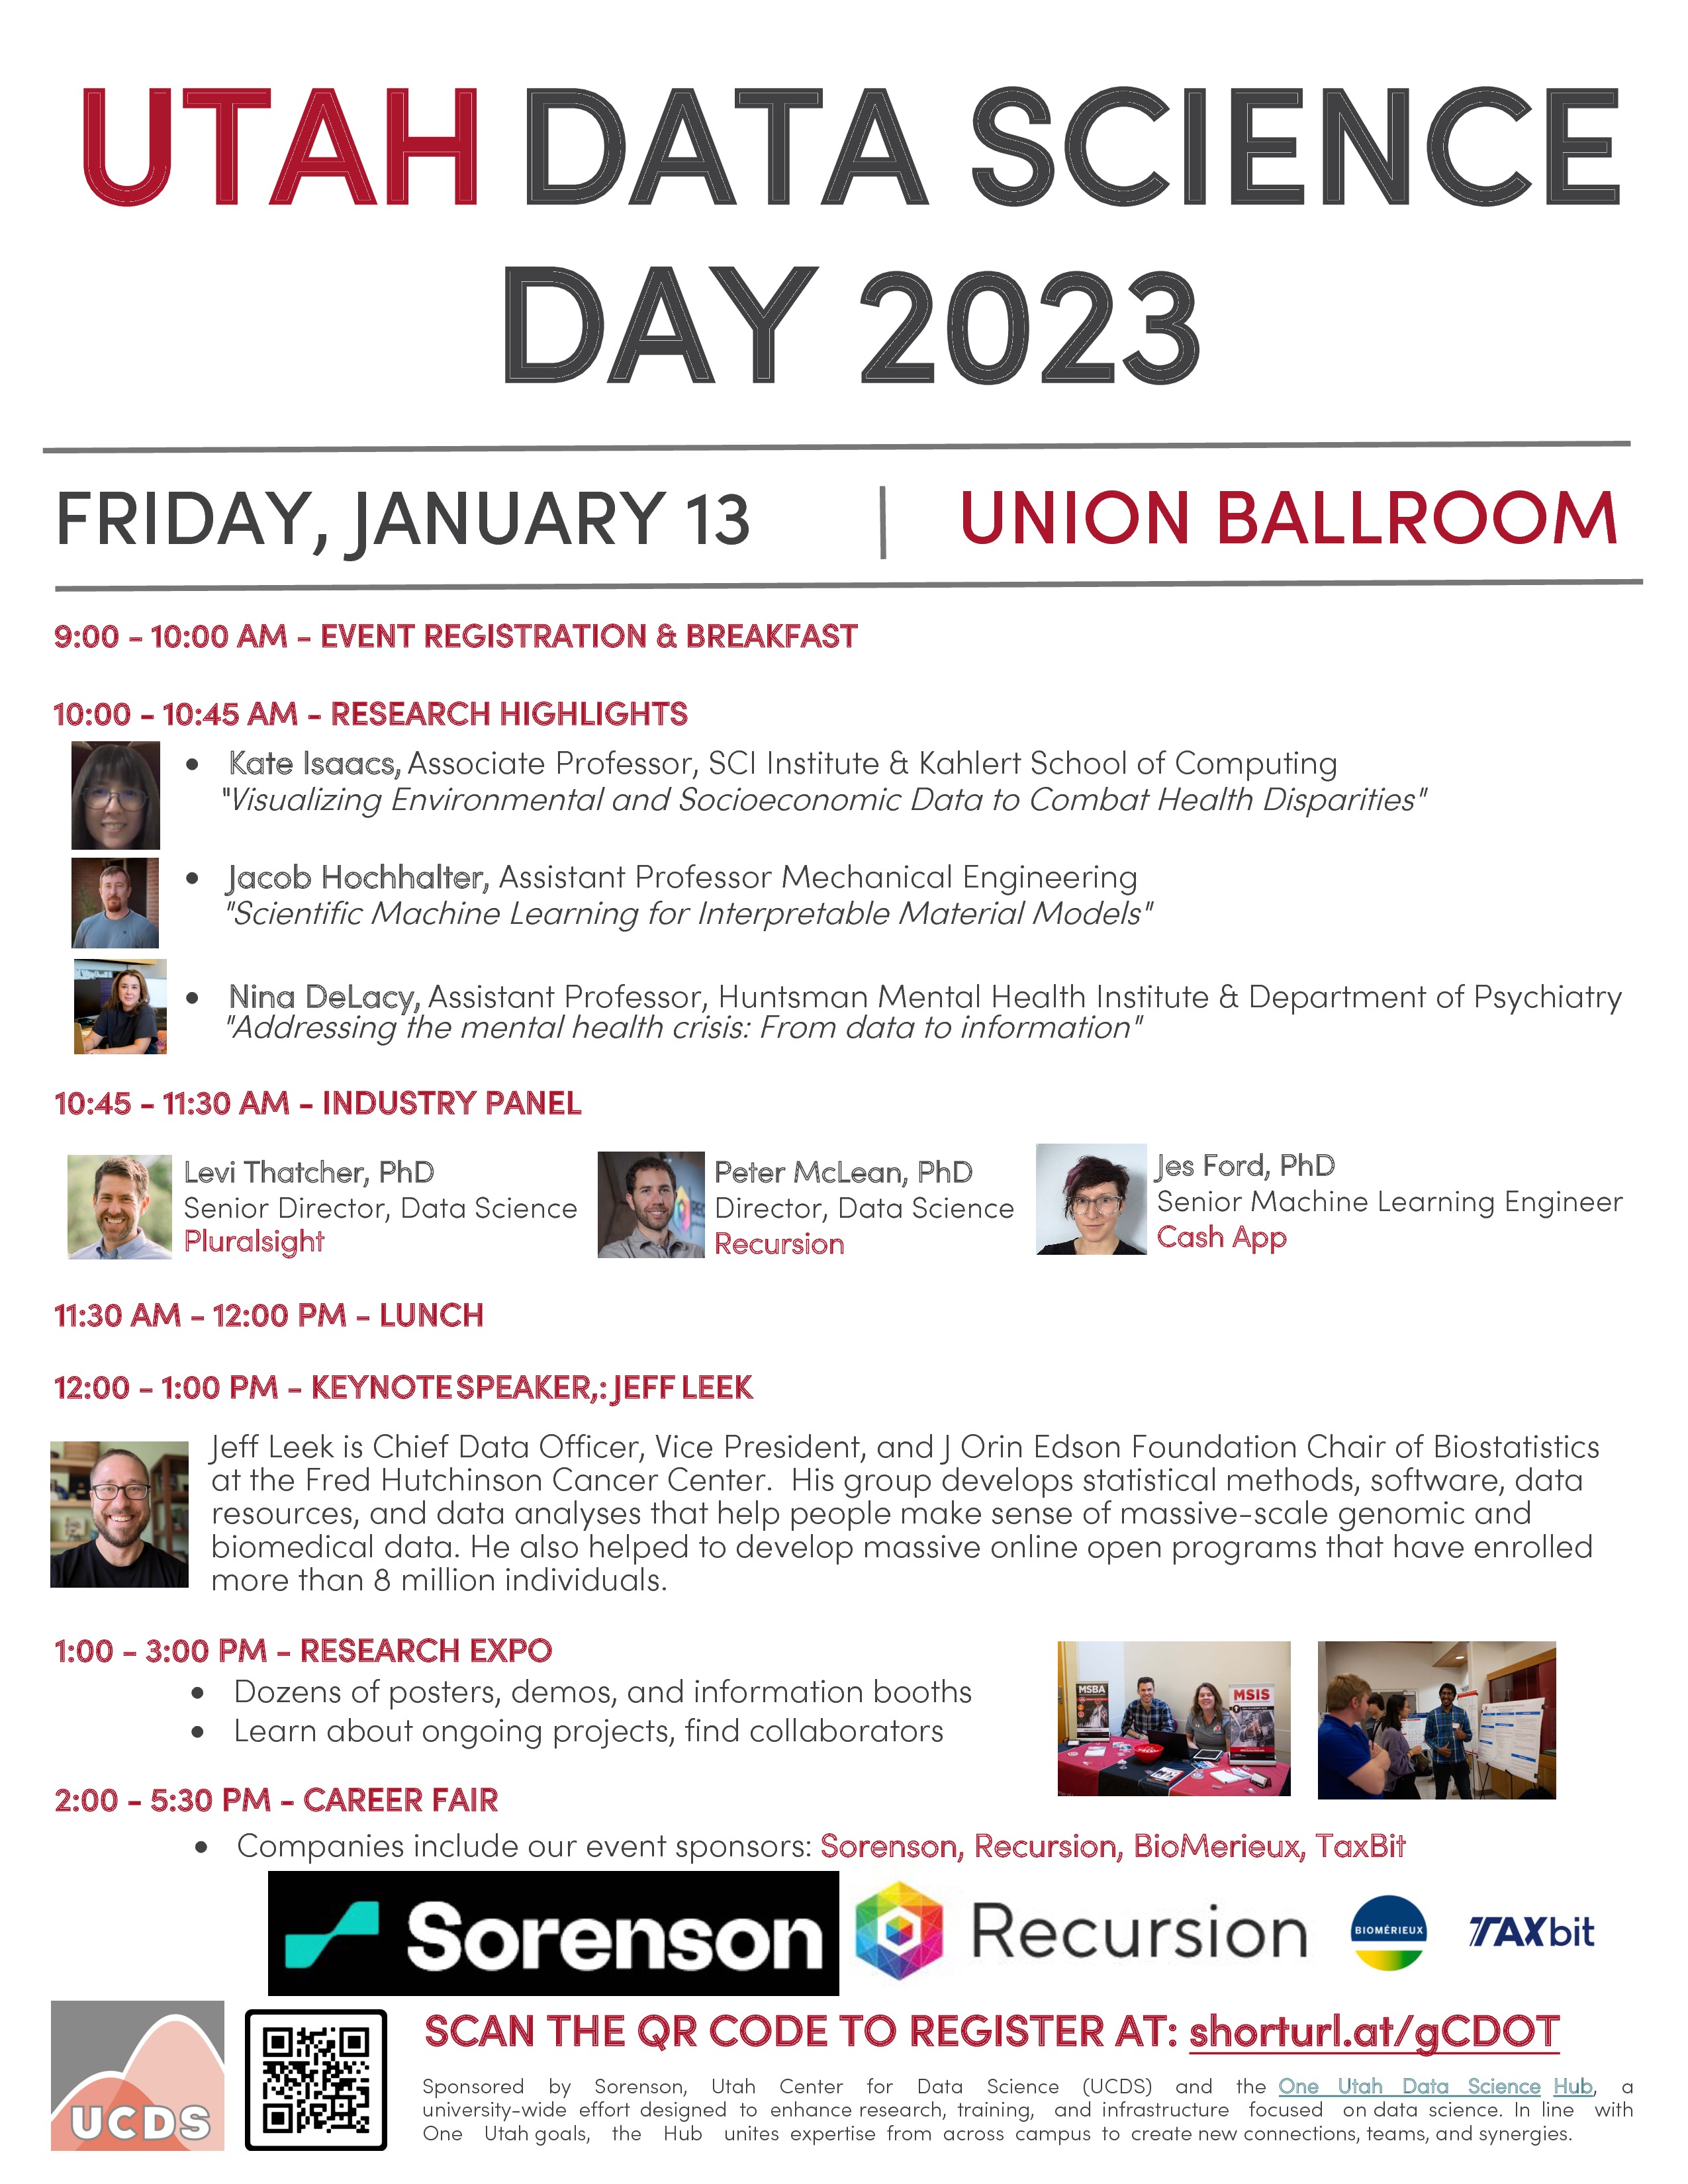 UTAH DATA SCIENCE
DAY 2023
FRIDAY, JANUARY 13 | UNION BALLROOM
9:00 - 10:00 AM - EVENT REGISTRATION & BREAKFAST
10:00 - 10:45 AM - RESEARCH HIGHLIGHTS
• Kate Isaacs, Associate Professor, SCI Institute & Kahlert School of Computing
"Visualizing Environmental and Socioeconomic Data to Combat Health Disparities"
• Jacob Hochhalter, Assistant Professor Mechanical Engineering
"Scientific Machine Learning for Interpretable Material Models"
• Nina DeLacy, Assistant Professor, Huntsman Mental Health Institute & Department of Psychiatry
"Addressing the mental health crisis: From data to information"
10:45 - 11:30 AM - INDUSTRY PANEL
Levi Thatcher, PhD
Senior Director, Data Science
Pluralsight
Peter McLean, PhD
Director, Data Science
Recursion
Jes Ford, PhD
Senior Machine Learning Engineer
Cash App
11:30 AM - 12:00 PM - LUNCH
12:00 - 1:00 PM - KEYNOTE SPEAKER,: JEFF LEEK
Jeff Leek is Chief Data Officer, Vice President, and J Orin Edson Foundation Chair of Biostatistics
at the Fred Hutchinson Cancer Center. His group develops statistical methods, software, data
resources, and data analyses that help people make sense of massive-scale genomic and
biomedical data. He also helped to develop massive online open programs that have enrolled
more than 8 million individuals.
1:00 - 3:00 PM - RESEARCH EXPO
• Dozens of posters, demos, and information booths
• Learn about ongoing projects, find collaborators
MSBA
MSIS
2:00 - 5:30 PM - CAREER FAIR
• Companies include our event sponsors: Sorenson, Recursion, BioMerieux, TaxBit
Sorenson
Recursion
BIOMÉRIEUX
TAXbit
UCDS
SCAN THE QR CODE TO REGISTER AT: shorturl.at/gCDOT
Sponsored by Sorenson, Utah Center for Data Science (UCDS) and the One Utah Data Science Hub, a
university-wide effort designed to enhance research, training, and infrastructure focused on data science. In line with
One Utah goals, the Hub unites expertise from across campus to create new connections, teams, and synergies.